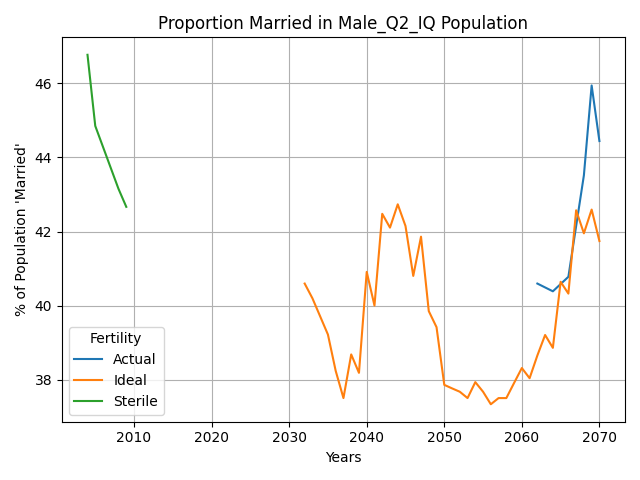 Proportion Married in Male_Q2_IQ Population
% of Population 'Married'
46
44
42
40
38
Fertility
Actual
Ideal
Sterile
2010 2020 2030 2040 2050 2060 2070
Years